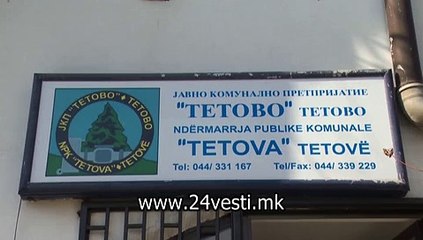 ЈАВНО КОМУНАЛНО ПРЕТПРИЈАТИЕ
"ТЕТОВО" ТЕТОВО
NDËRMARRJA PUBLIKE KOMUNALE
"TETOVA" TETOVË
Tel: 044/ 331 167 Tel/Fax: 044/ 339 229
ЈКП "ТЕТОВО" ТЕТОВО
NPK "TETOVA" TETOVË
www.24vesti.mk